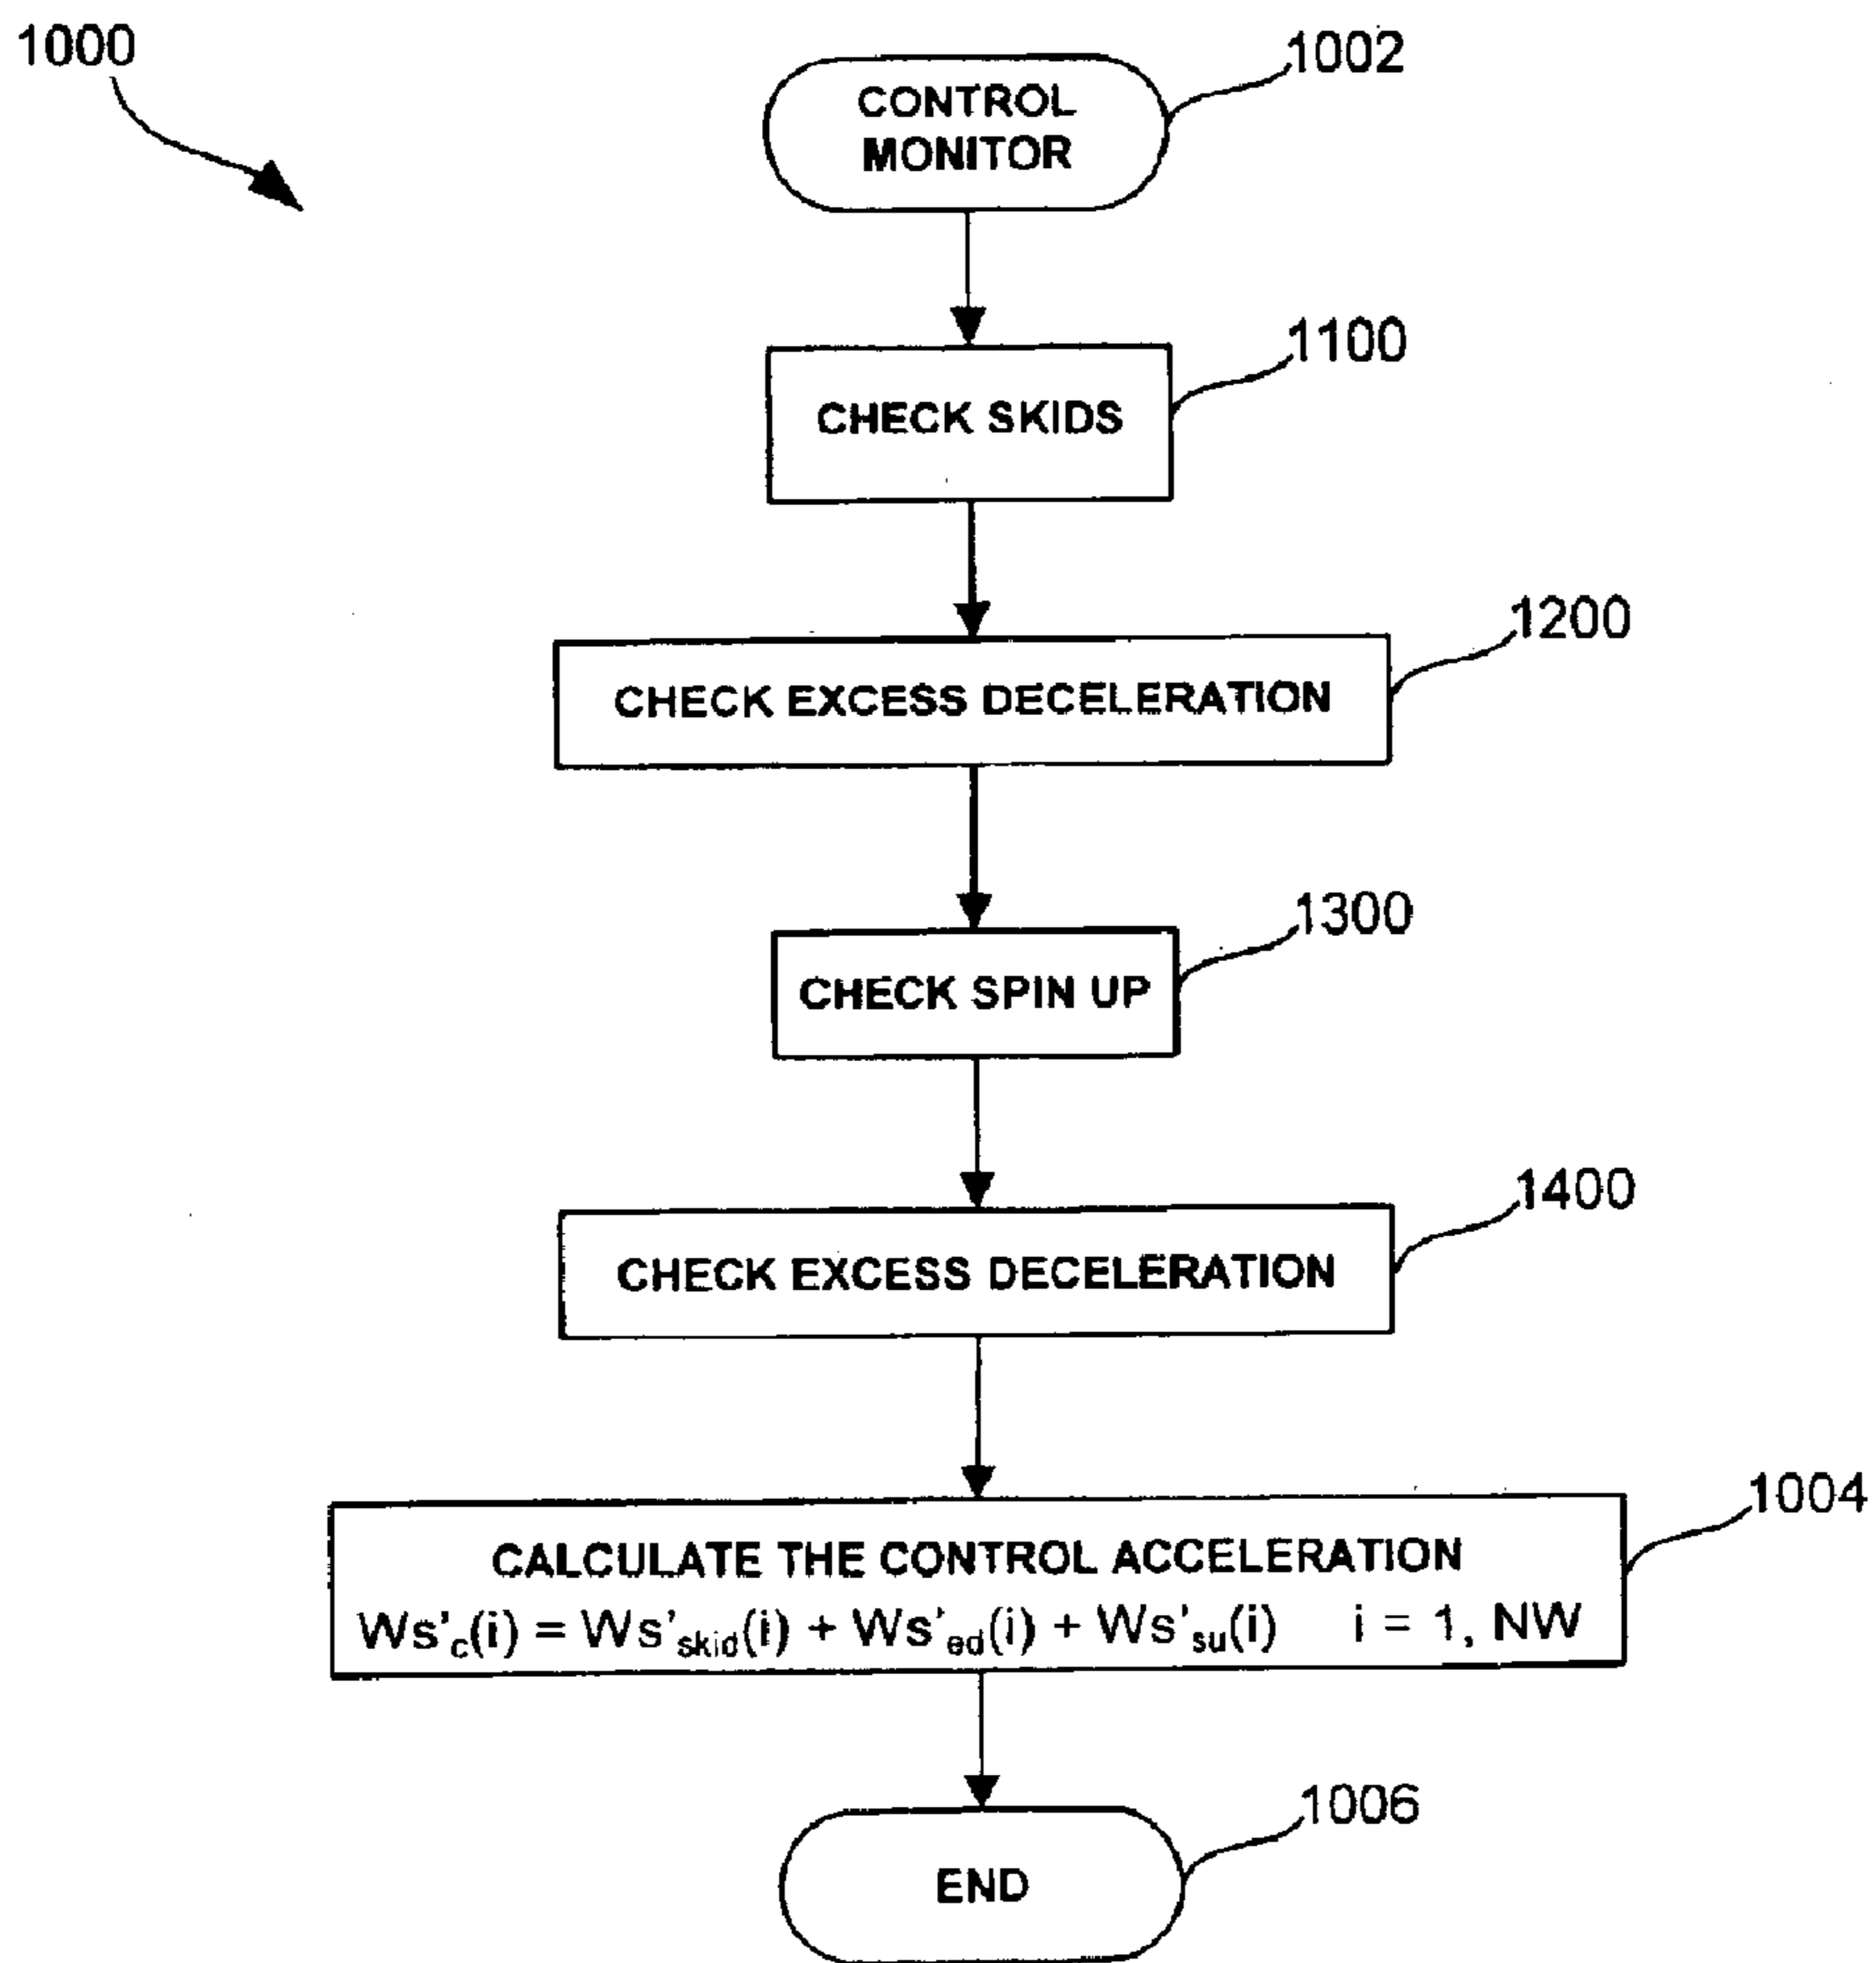 1000
1002
CONTROL
MONITOR
1100
CHECK SKIDS
1200
CHECK EXCESS DECELERATION
1300
CHECK SPIN UP
1400
CHECK EXCESS DECELERATION
1004
CALCULATE THE CONTROL ACCELERATION
Ws'c(i) = Ws'skid(i) + Ws'ed(i) + Ws'su(i) i = 1, NW
1006
END